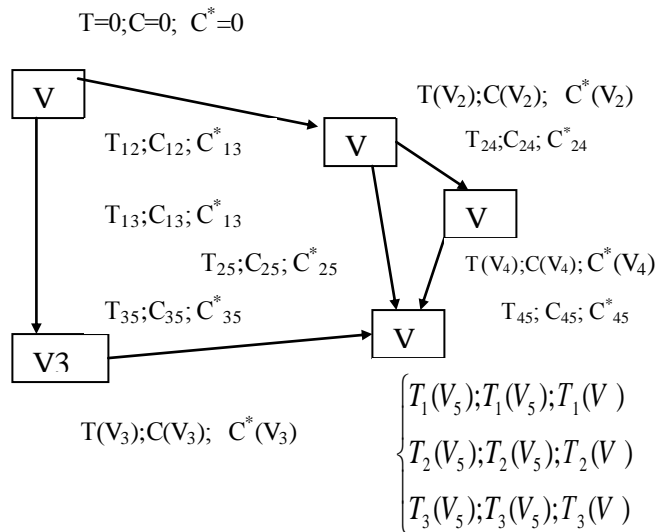 T=0;C=0; C*=0
V
T(V₂);C(V₂); C*(V₂)
T₁₂;C₁₂; C*₁₃
V
T₂₄;C₂₄; C*₂₄
T₁₃;C₁₃; C*₁₃
V
T₂₅;C₂₅; C*₂₅
T(V₄);C(V₄); C*(V₄)
T₃₅;C₃₅; C*₃₅
T₄₅; C₄₅; C*₄₅
V3
V
T(V₃);C(V₃); C*(V₃)
T₁(V₅);T₁(V₅);T₁(V )
T₂(V₅);T₂(V₅);T₂(V )
T₃(V₅);T₃(V₅);T₃(V )